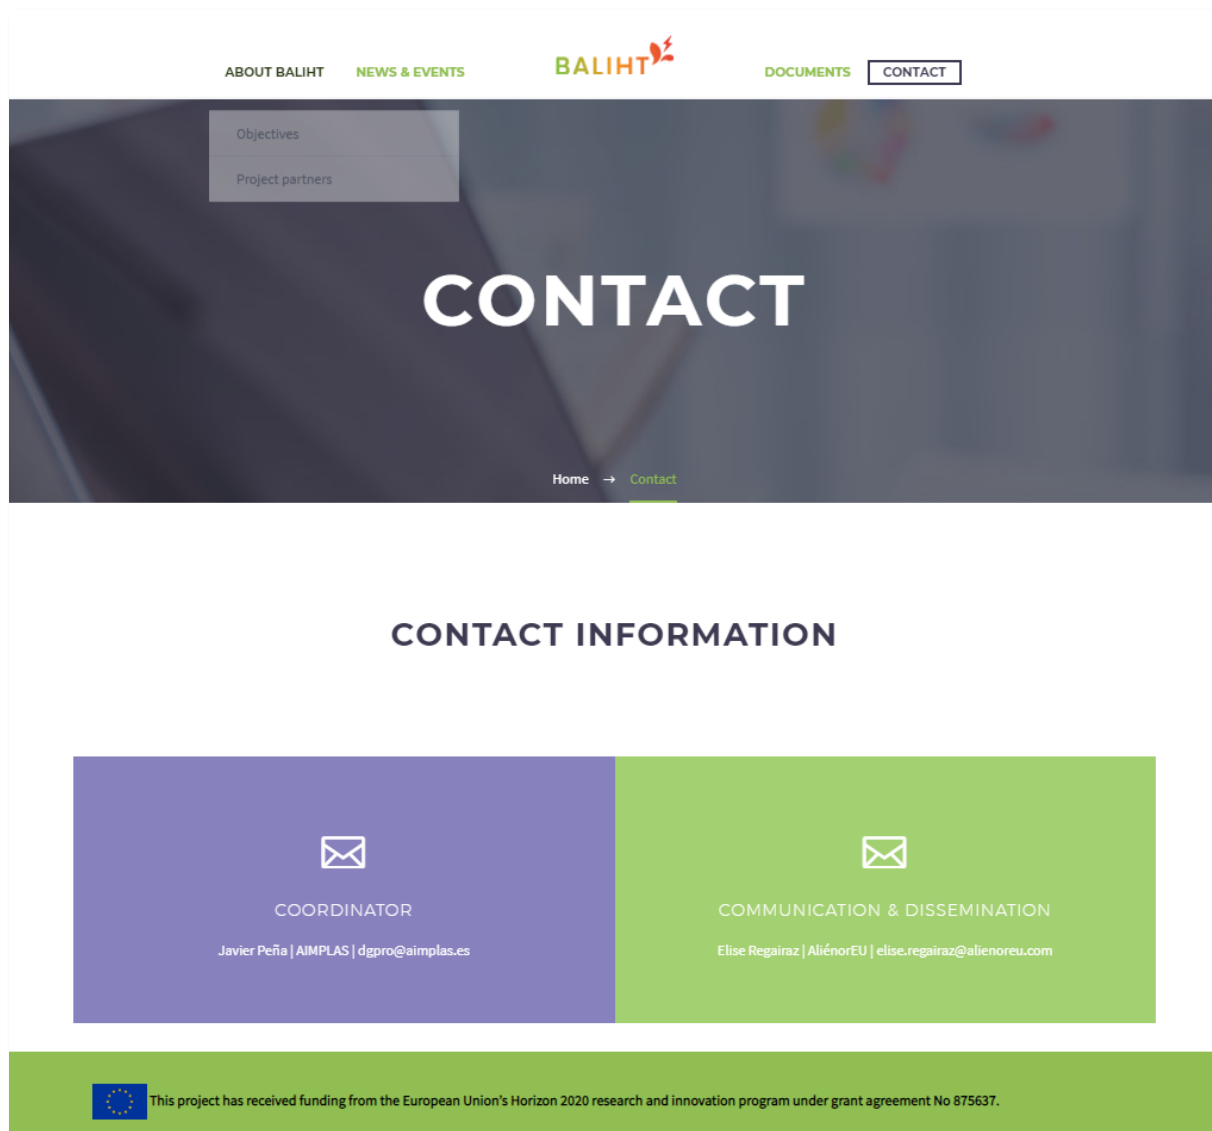 ABOUT BALIHT NEWS & EVENTS BALIHT DOCUMENTS CONTACT
Objectives
Project partners
CONTACT
Home → Contact
CONTACT INFORMATION
COORDINATOR
Javier Peña | AIMPLAS | dgpro@aimplas.es
COMMUNICATION & DISSEMINATION
Elise Regairaz | AliénorEU | elise.regairaz@alienoreu.com
This project has received funding from the European Union's Horizon 2020 research and innovation program under grant agreement No 875637.